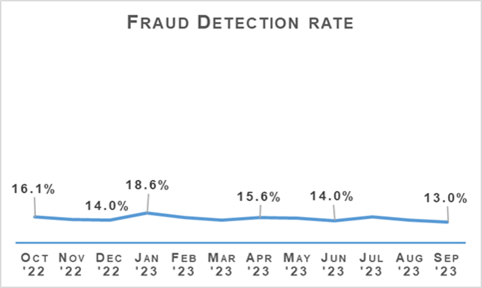 FRAUD DETECTION RATE
16.1%
14.0%
18.6%
15.6%
14.0%
13.0%
OCT NOV DEC JAN FEB MAR APR MAY JUN JUL AUG SEP
'22 '22 '22 '23 '23 '23 '23 '23 '23 '23 '23 '23